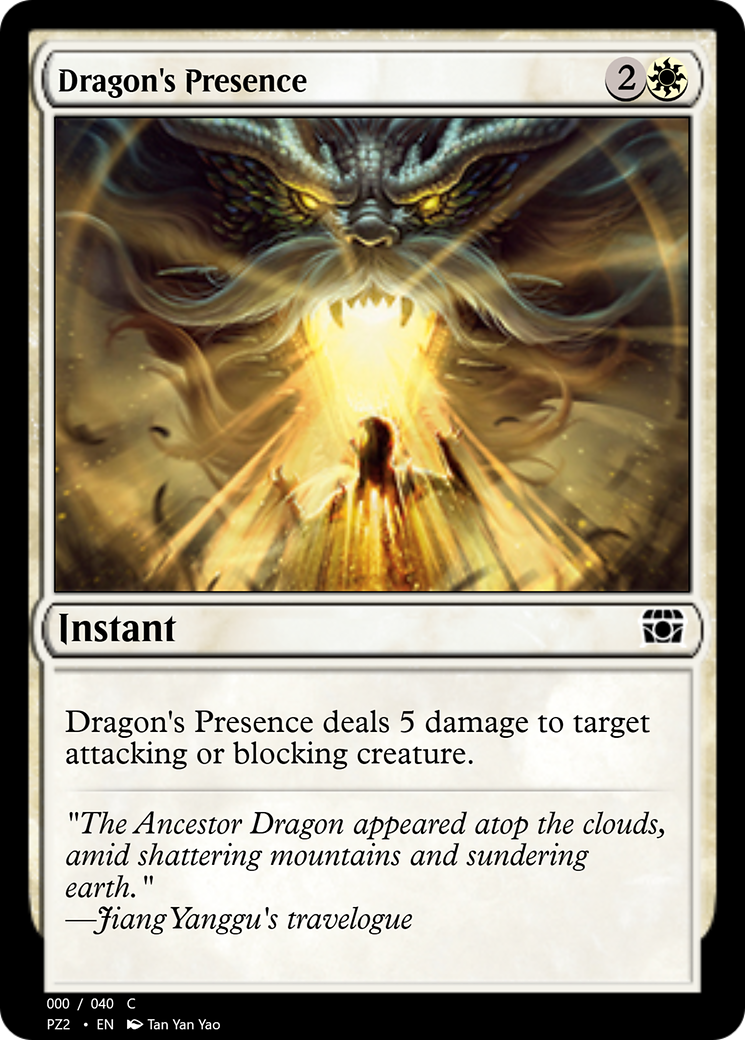 Dragon's Presence 2
Instant
Dragon's Presence deals 5 damage to target
attacking or blocking creature.
"The Ancestor Dragon appeared atop the clouds,
amid shattering mountains and sundering
earth."
—Jiang Yanggu's travelogue
000 / 040 C
PZ2 • EN Tan Yan Yao